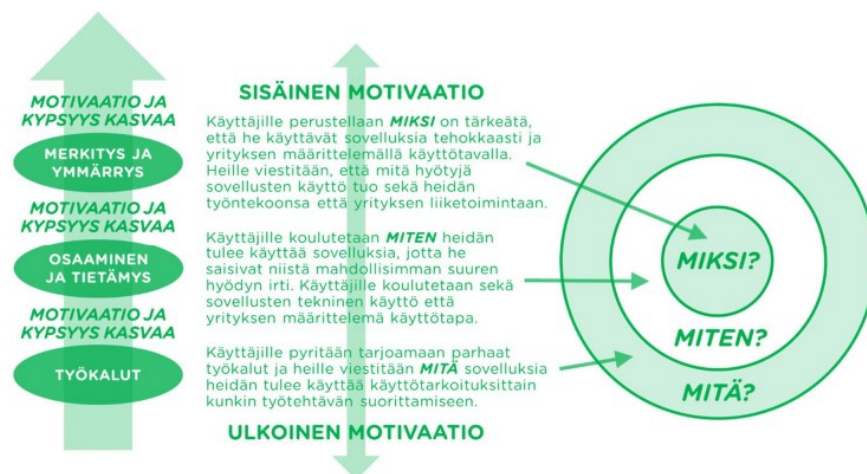 MOTIVAATIO JA
KYPSYYS KASVAA
MERKITYS JA
YMMÄRRYS
MOTIVAATIO JA
KYPSYYS KASVAA
OSAAMINEN
JA TIETÄMYS
MOTIVAATIO JA
KYPSYYS KASVAA
TYÖKALUT
SISÄINEN MOTIVAATIO
Käyttäjille perustellaan MIKSI on tärkeätä,
että he käyttävät sovelluksia tehokkaasti ja
yrityksen määrittelemällä käyttötavalla.
Heille viestitään, että mitä hyötyjä
sovellusten käyttö tuo sekä heidän
työntekoonsa että yrityksen liiketoimintaan.
Käyttäjille koulutetaan MITEN heidän
tulee käyttää sovelluksia, jotta he
saisivat niistä mahdollisimman suuren
hyödyn irti. Käyttäjille koulutetaan sekä
sovellusten tekninen käyttö että
yrityksen määrittelemä käyttötapa.
Käyttäjille pyritään tarjoamaan parhaat
työkalut ja heille viestitään MITÄ sovelluksia
heidän tulee käyttää käyttötarkoituksittain
kunkin työtehtävän suorittamiseen.
ULKOINEN MOTIVAATIO
MIKSI?
MITEN?
MITÄ?